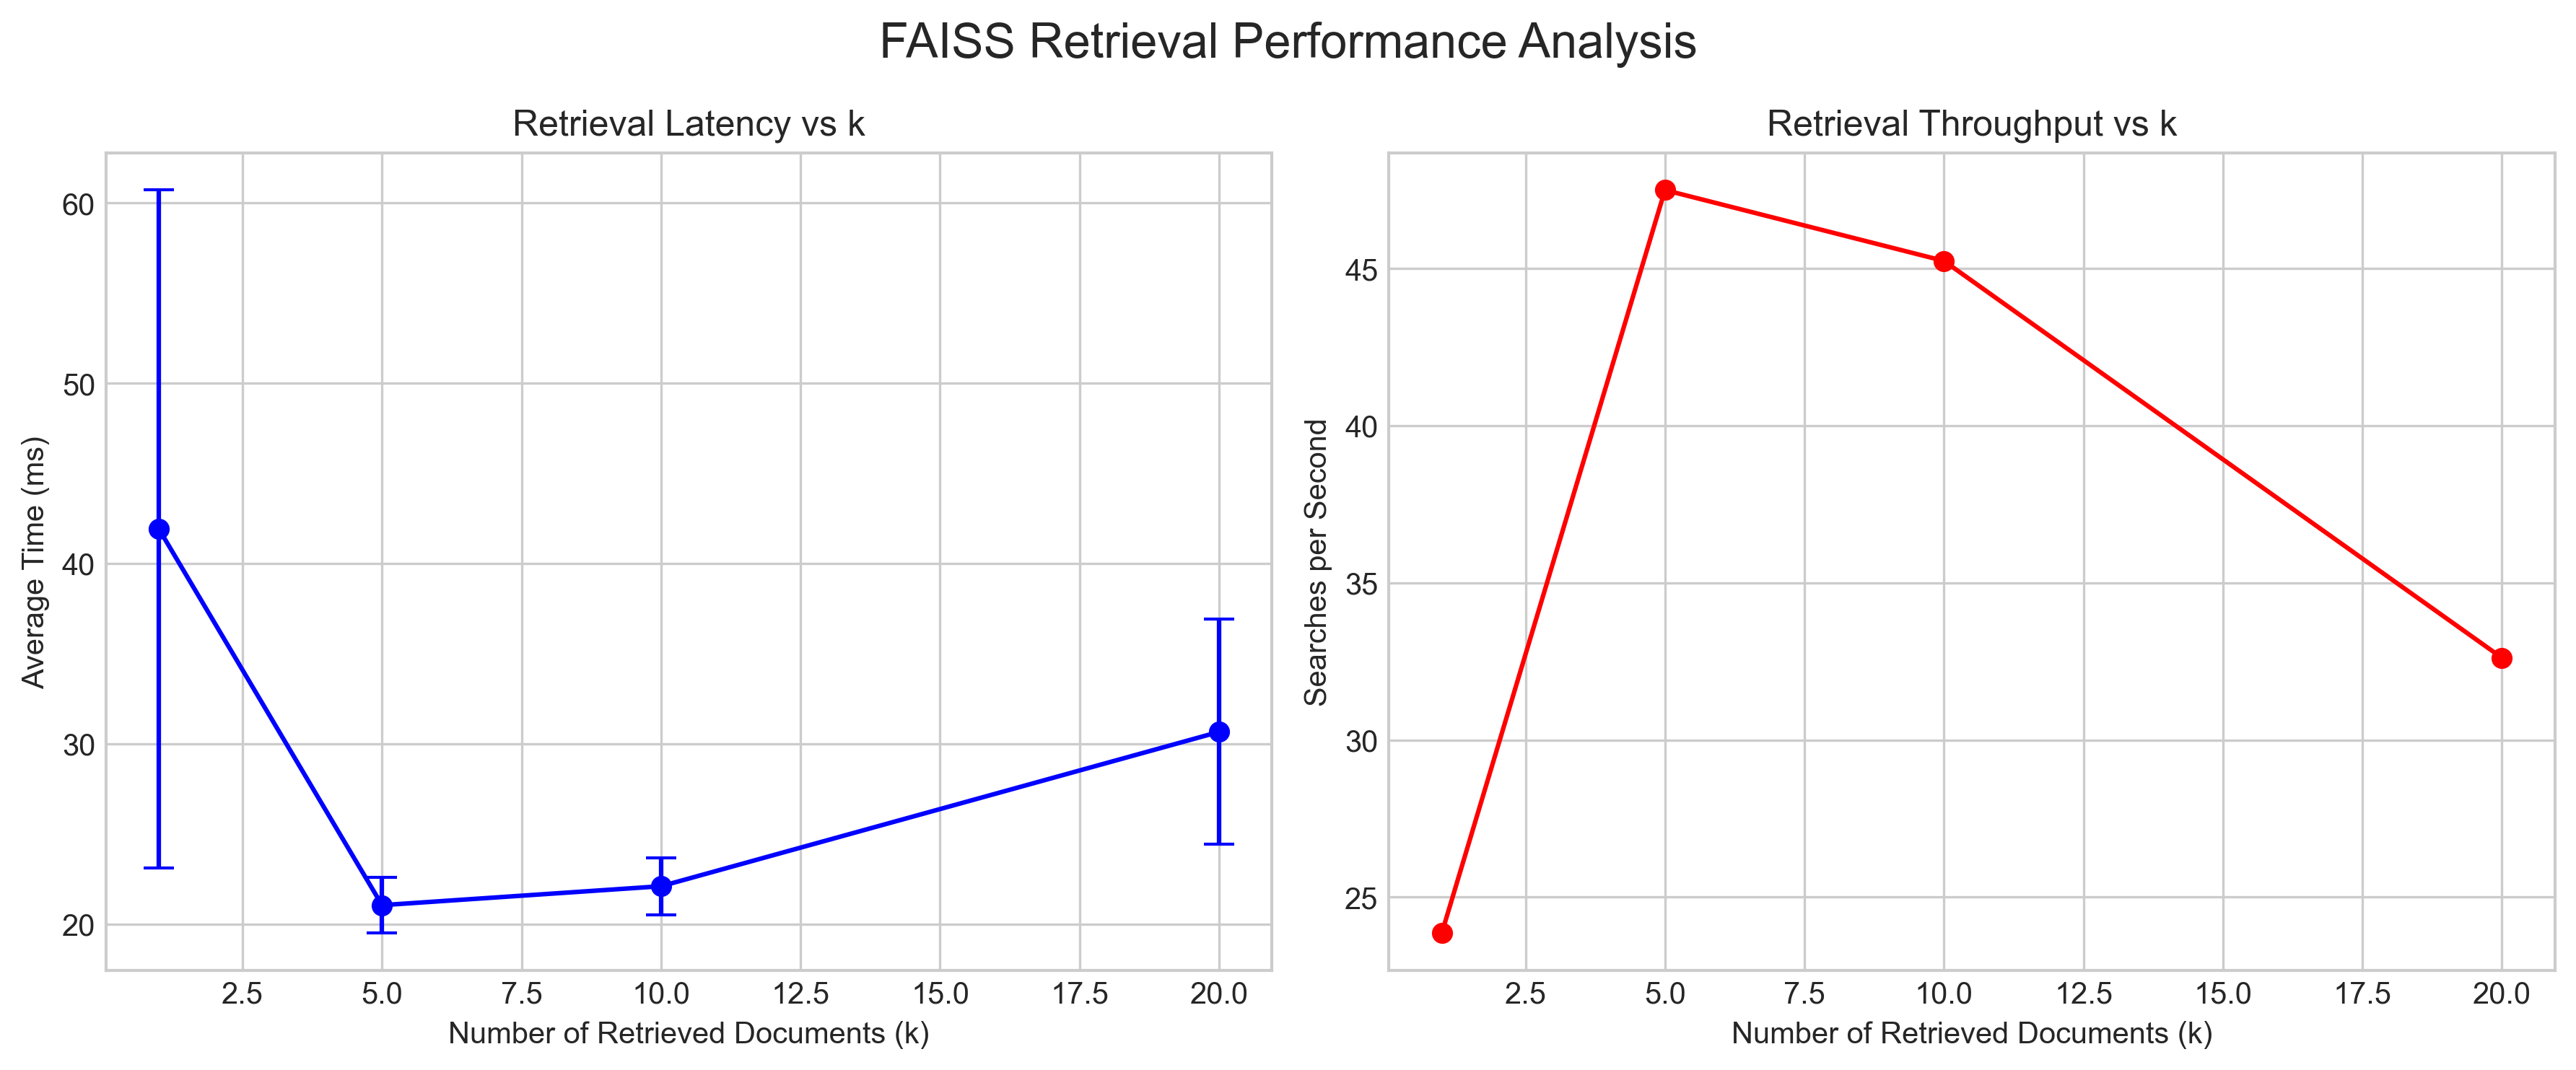 FAISS Retrieval Performance Analysis
Retrieval Latency vs k
60
50
40
30
20
Average Time (ms)
2.5 5.0 7.5 10.0 12.5 15.0 17.5 20.0
Number of Retrieved Documents (k)
Retrieval Throughput vs k
45
40
35
30
25
Searches per Second
2.5 5.0 7.5 10.0 12.5 15.0 17.5 20.0
Number of Retrieved Documents (k)